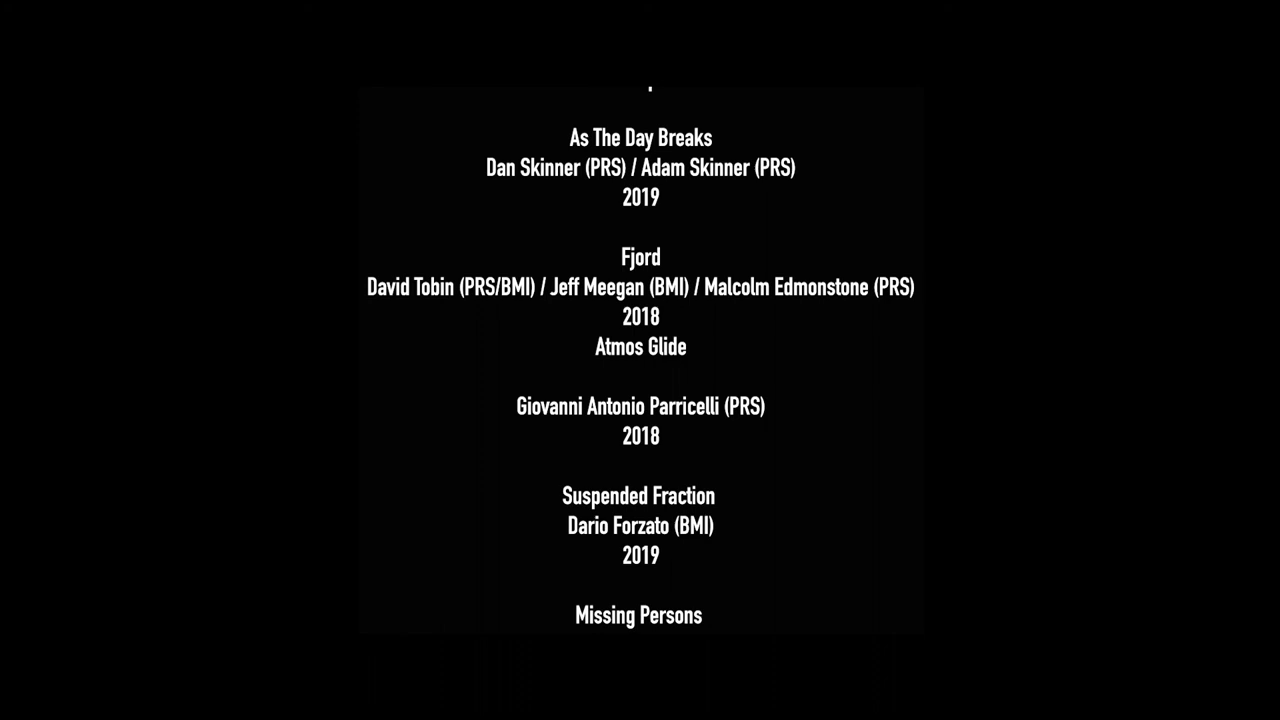 As The Day Breaks
Dan Skinner (PRS) / Adam Skinner (PRS)
2019
Fjord
David Tobin (PRS/BMI) / Jeff Meegan (BMI) / Malcolm Edmonstone (PRS)
2018
Atmos Glide
Giovanni Antonio Parricelli (PRS)
2018
Suspended Fraction
Dario Forzato (BMI)
2019
Missing Persons